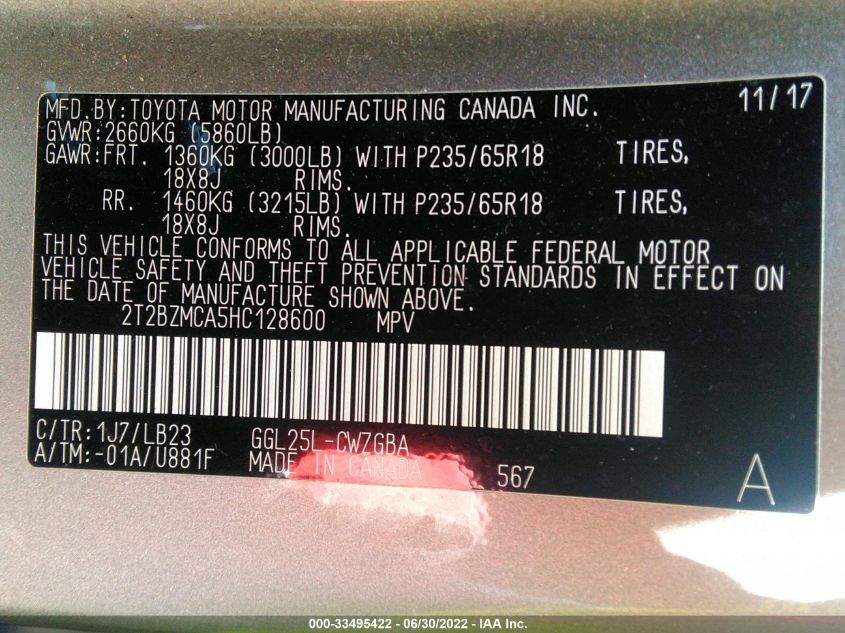 MFD.BY:TOYOTA MOTOR MANUFACTURING CANADA INC. 11/17
GVWR:2660KG (5860LB)
GAWR:FRT. 1360KG (3000LB) WITH P235/65R18 TIRES,
18X8J RIMS.
RR. 1460KG (3215LB) WITH P235/65R18 TIRES,
18X8J RIMS.
THIS VEHICLE CONFORMS TO ALL APPLICABLE FEDERAL MOTOR
VEHICLE SAFETY AND THEFT PREVENTION STANDARDS IN EFFECT ON
THE DATE OF MANUFACTURE SHOWN ABOVE.
2T2BZMCA5HC128600 MPV
C/TR:1J7/LB23 GGL25L-CWZGBA
A/TM:-01A/U881F MADE IN CANADA 567 A
000-33495422 - 06/30/2022 - IAA Inc.